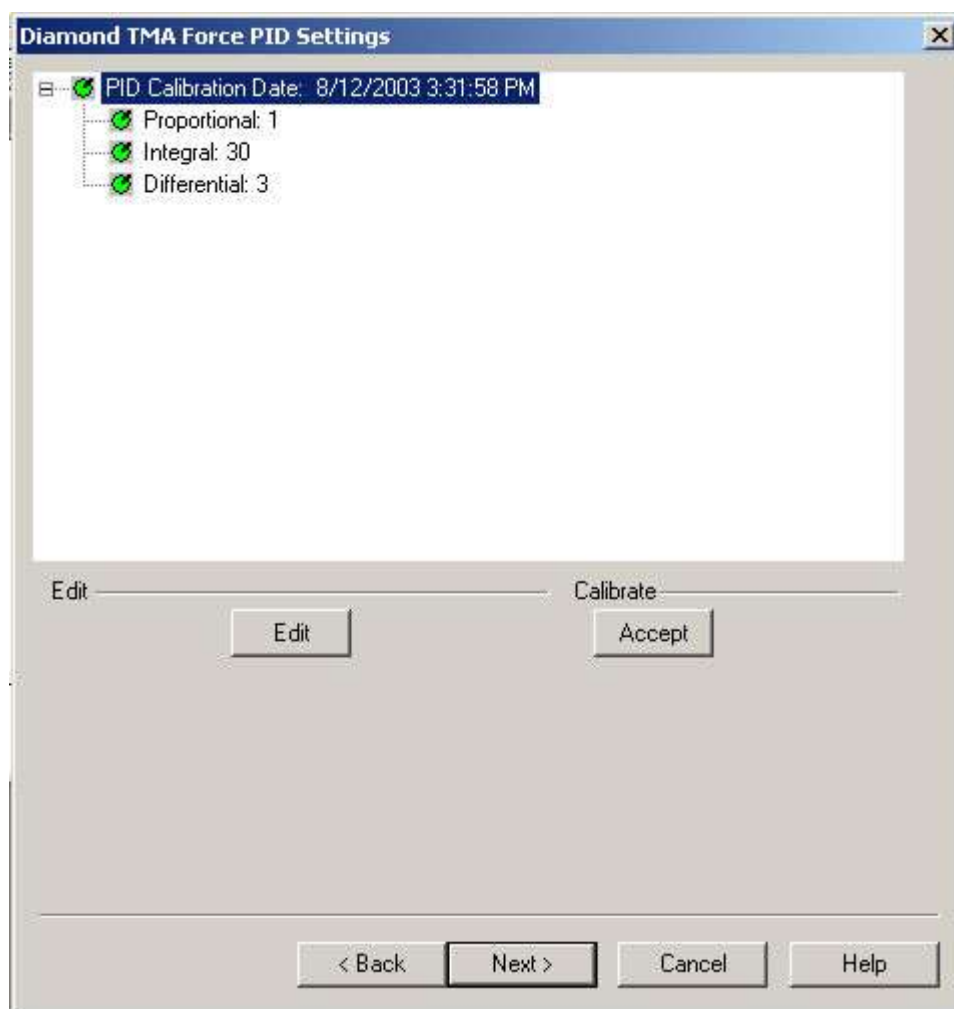 Diamond TMA Force PID Settings
PID Calibration Date: 8/12/2003 3:31:58 PM
Proportional: 1
Integral: 30
Differential: 3
Edit
Calibrate
Edit
Accept
< Back
Next >
Cancel
Help